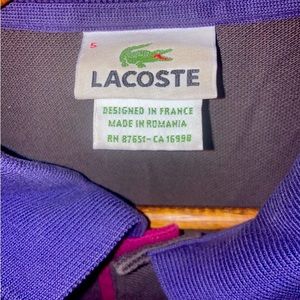 5
LACOSTE
DESIGNED IN FRANCE
MADE IN ROMANIA
RN 87651-CA 16998